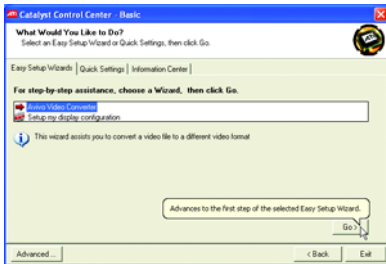 Catalyst Control Center - Basic
What Would You Like to Do?
Select an Easy Setup Wizard or Quick Settings, then click Go.
ATI
Easy Setup Wizards
Quick Settings
Information Center
For step-by-step assistance, choose a Wizard, then click Go.
Avivo Video Converter
Setup my display configuration
This wizard assists you to convert a video file to a different video format
Advances to the first step of the selected Easy Setup Wizard.
Go >
Advanced ...
< Back
Exit